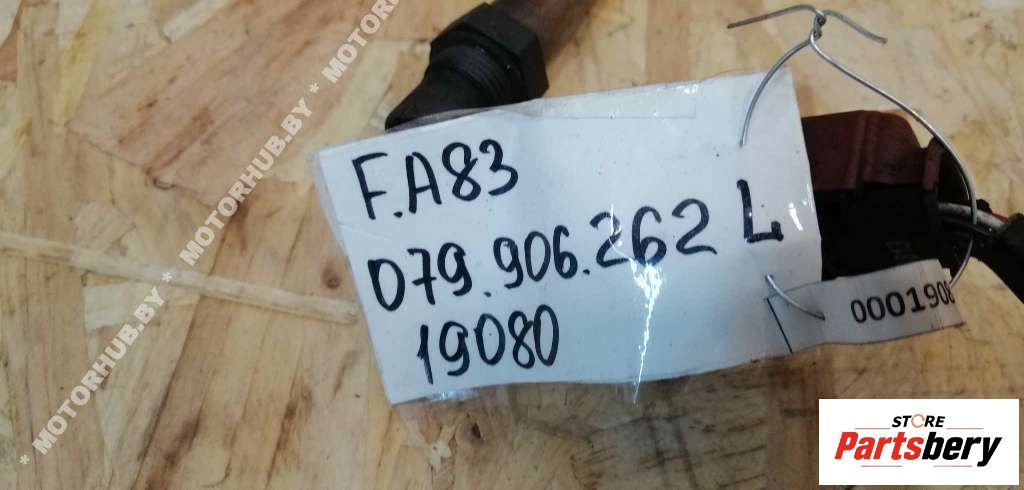 F.A83
079.906.262 L
19080
0001908
* MOTORHUB.BY * MOTORHUB.BY * MOTORHUB.BY
STORE
Partsbery